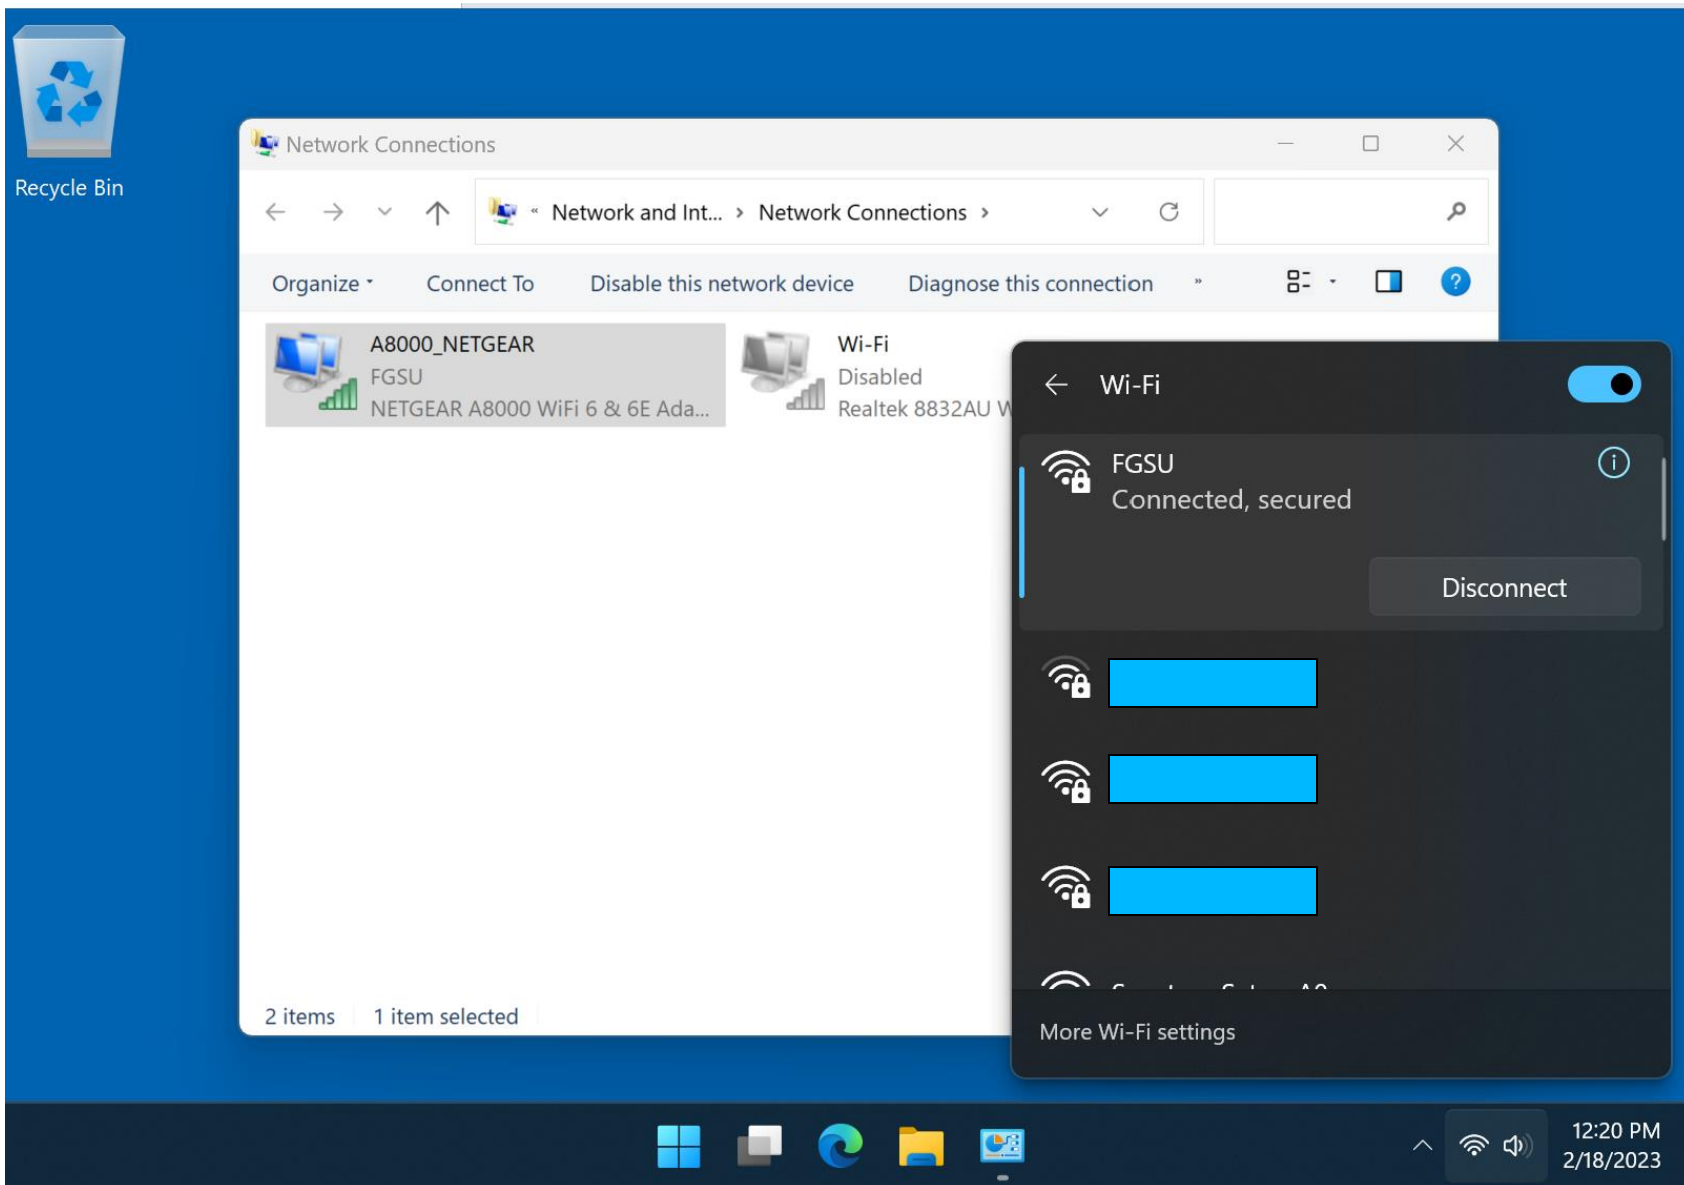 Recycle Bin
Network Connections
« Network and Int... › Network Connections ›
Organize
Connect To
Disable this network device
Diagnose this connection
»
?
A8000_NETGEAR
FGSU
NETGEAR A8000 WiFi 6 & 6E Ada...
Wi-Fi
Disabled
Realtek 8832AU
2 items
1 item selected
Wi-Fi
FGSU
Connected, secured
Disconnect
More Wi-Fi settings
12:20 PM
2/18/2023